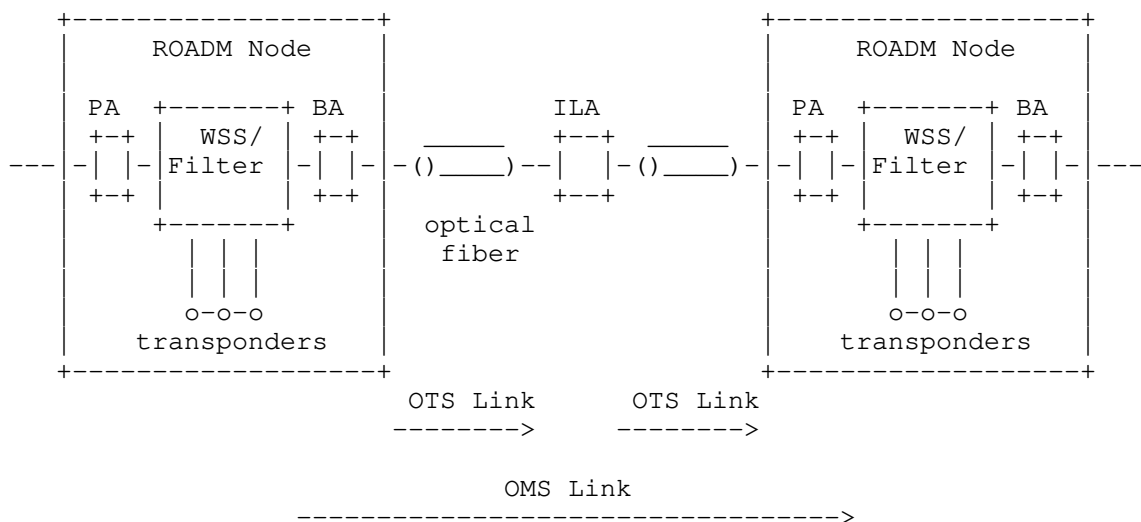 ROADM Node ROADM Node
PA BA ILA PA BA
WSS/ WSS/
Filter Filter
optical
fiber
transponders transponders
OTS Link OTS Link
OMS Link